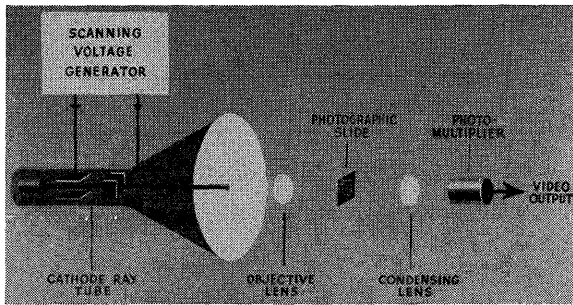 SCANNING
VOLTAGE
GENERATOR
PHOTOGRAPHIC
SLIDE
PHOTO-
MULTIPLIER
VIDEO
OUTPUT
CATHODE RAY
TUBE
OBJECTIVE
LENS
CONDENSING
LENS